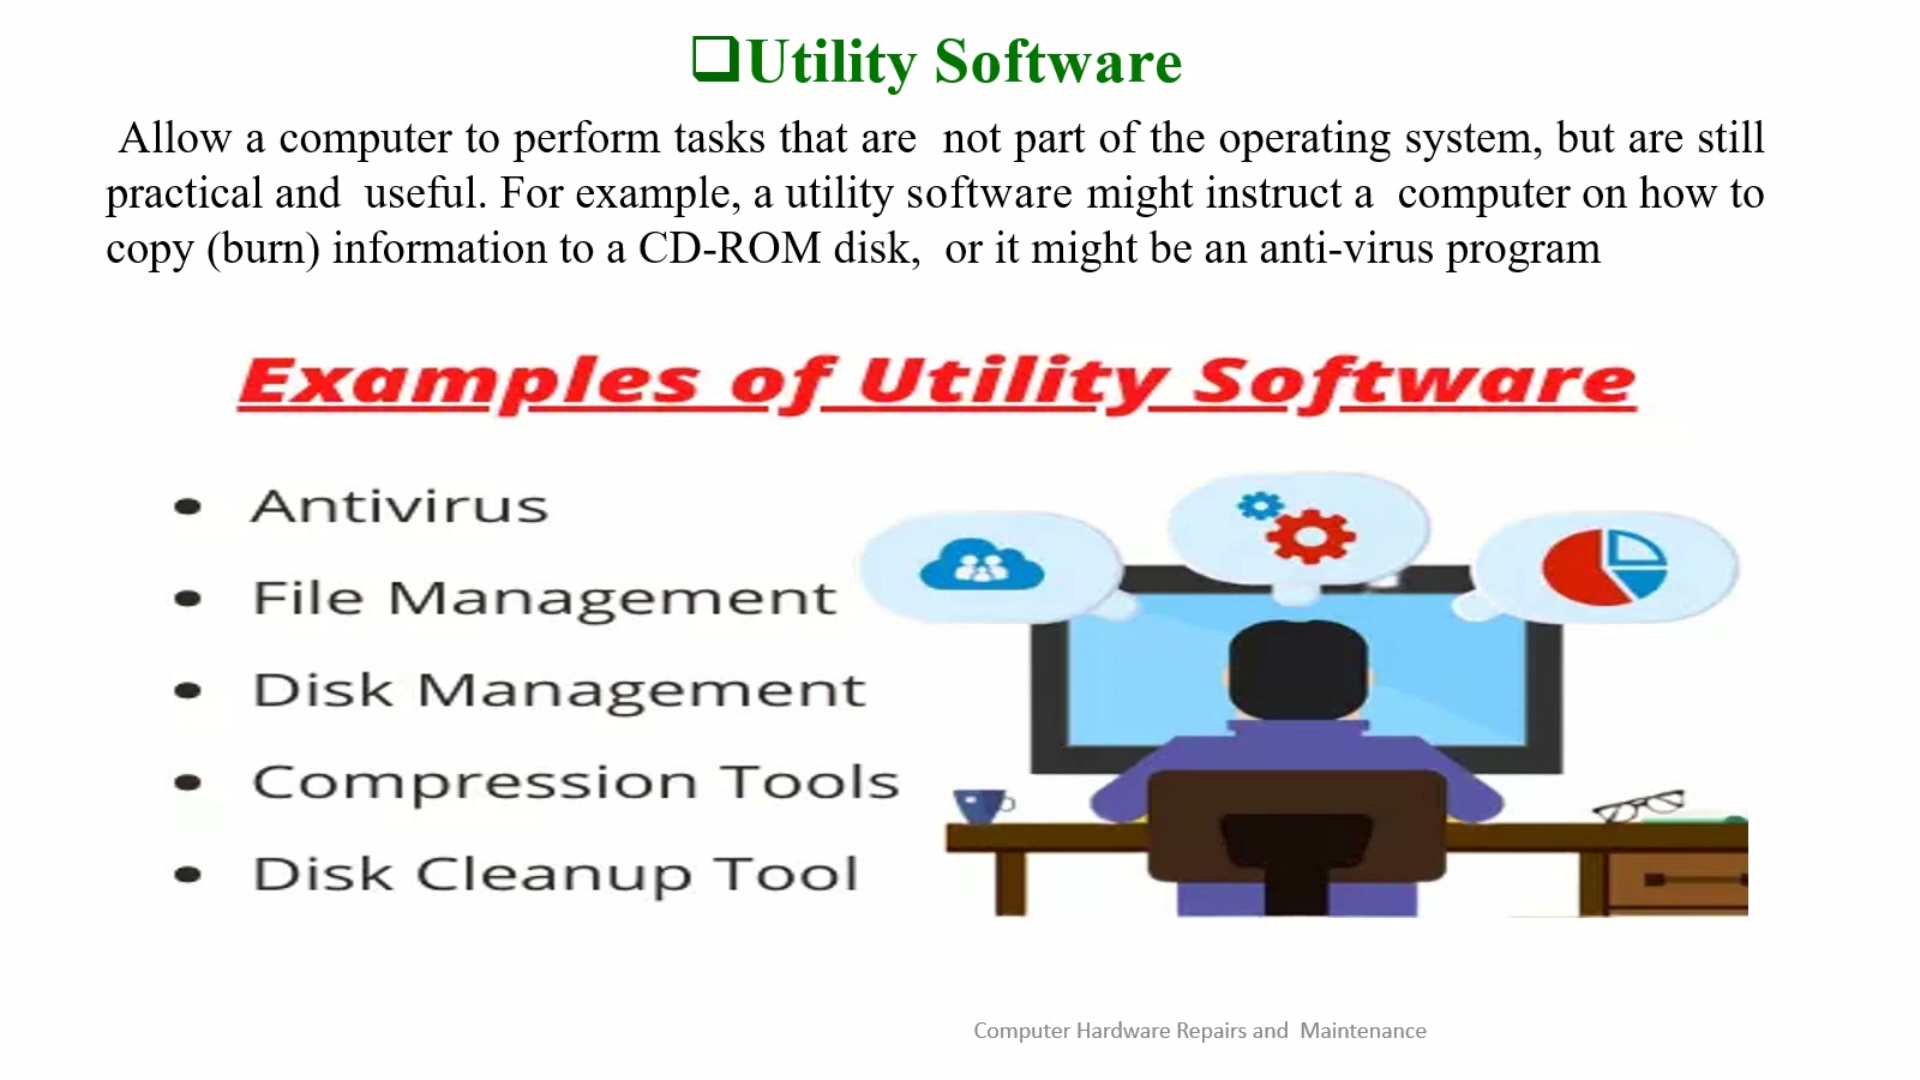 ❑Utility Software
Allow a computer to perform tasks that are not part of the operating system, but are still
practical and useful. For example, a utility software might instruct a computer on how to
copy (burn) information to a CD-ROM disk, or it might be an anti-virus program
Examples of Utility Software
• Antivirus
• File Management
• Disk Management
• Compression Tools
• Disk Cleanup Tool
Computer Hardware Repairs and Maintenance